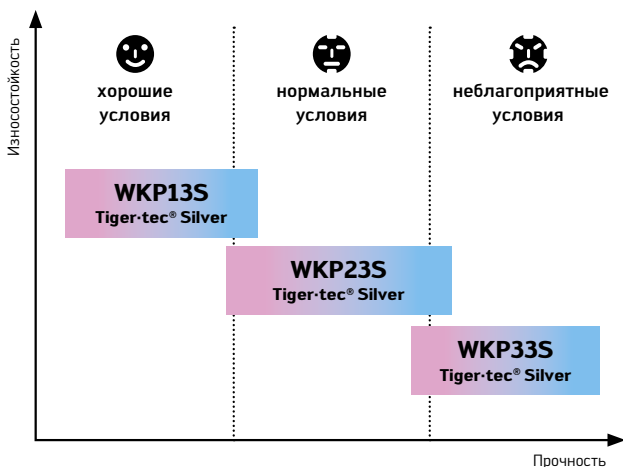 Износостойкость
хорошие
условия
нормальные
условия
неблагоприятные
условия
WKP13S
Tiger·tec® Silver
WKP23S
Tiger·tec® Silver
WKP33S
Tiger·tec® Silver
Прочность